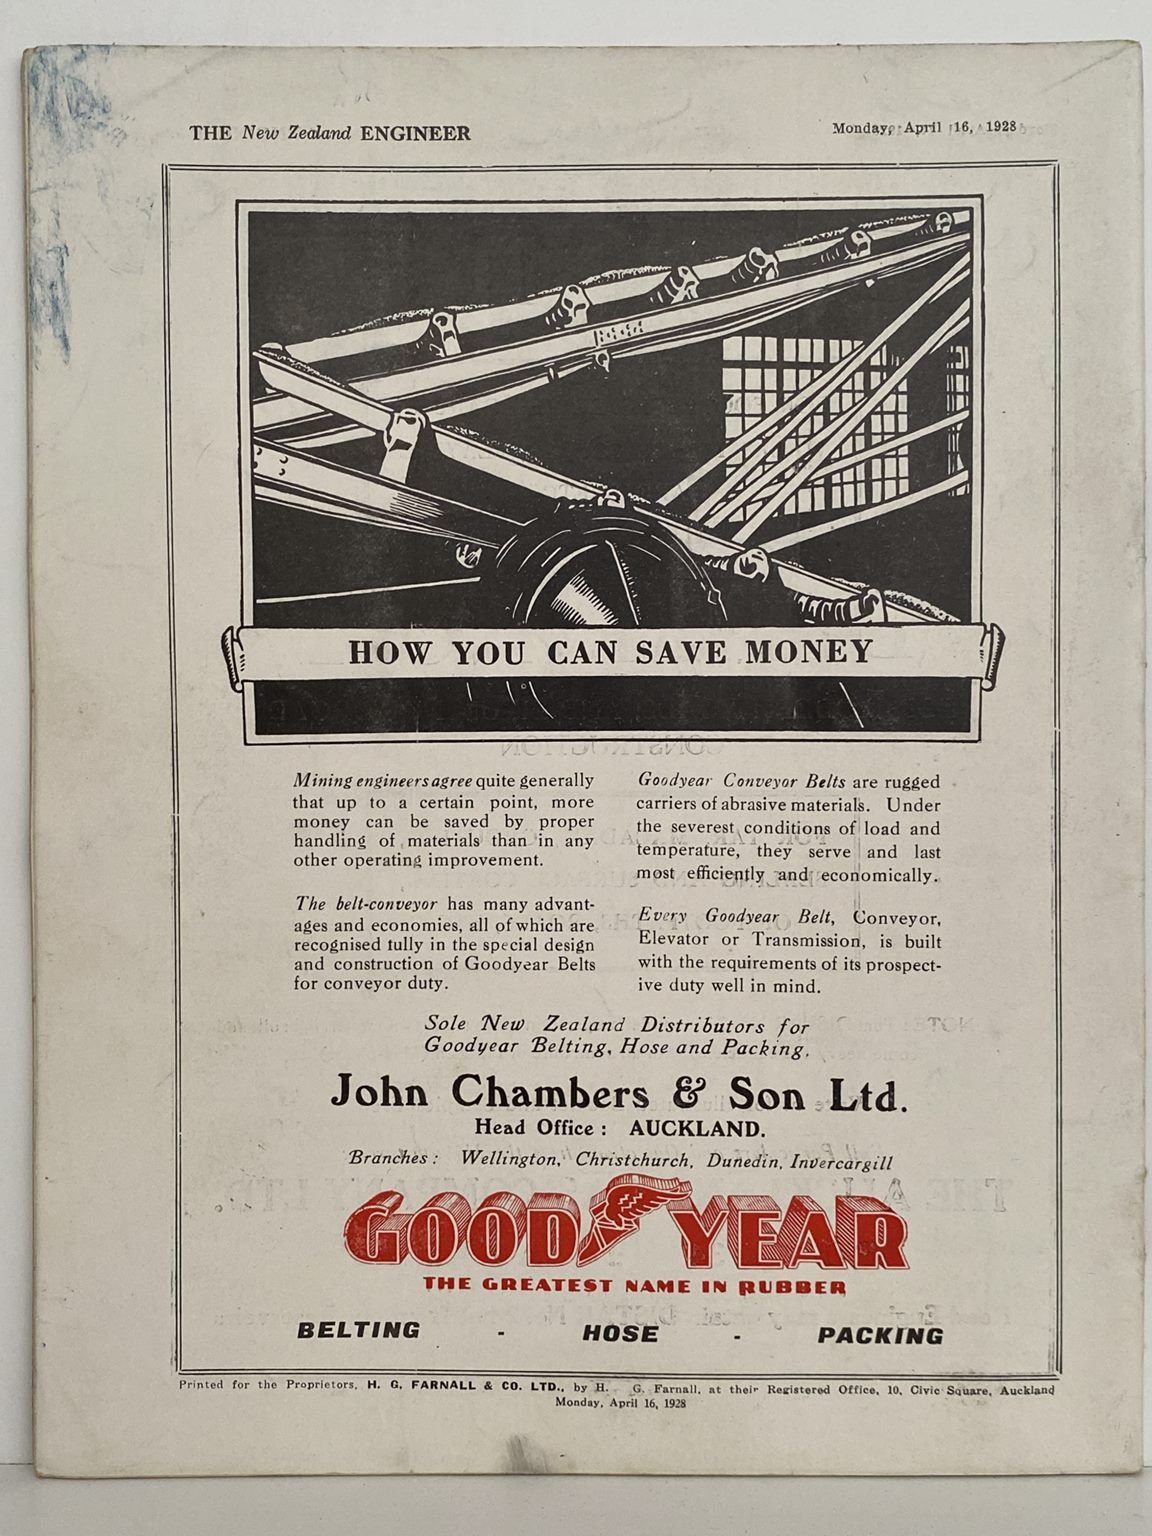 THE New Zealand ENGINEER
Monday, April 16, 1928
HOW YOU CAN SAVE MONEY
Mining engineers agree quite generally
that up to a certain point, more
money can be saved by proper
handling of materials than in any
other operating improvement.
The belt-conveyor has many advant-
ages and economies, all of which are
recognised fully in the special design
and construction of Goodyear Belts
for conveyor duty.
Goodyear Conveyor Belts are rugged
carriers of abrasive materials. Under
the severest conditions of load and
temperature, they serve and last
most efficiently and economically.
Every Goodyear Belt, Conveyor,
Elevator or Transmission, is built
with the requirements of its prospect-
ive duty well in mind.
Sole New Zealand Distributors for
Goodyear Belting, Hose and Packing.
John Chambers & Son Ltd.
Head Office : AUCKLAND.
Branches : Wellington, Christchurch, Dunedin, Invercargill
GOOD YEAR
THE GREATEST NAME IN RUBBER
BELTING - HOSE - PACKING
Printed for the Proprietors, H. G. FARNALL & CO. LTD., by H. G. Farnall, at their Registered Office, 10, Civic Square, Auckland
Monday, April 16, 1928